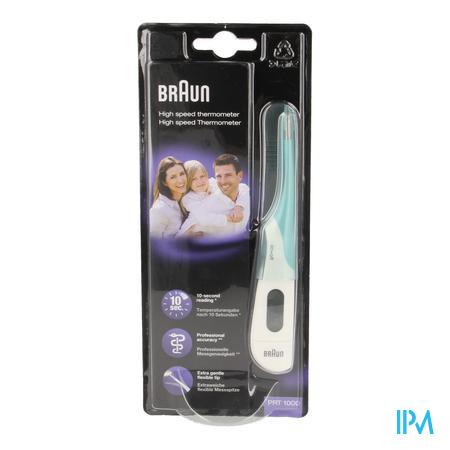 BRAUN
High speed thermometer
High speed Thermometer
10
SEC.
10-second
reading *
Temperaturangabe
nach 10 Sekunden *
Professional
accuracy **
Professionelle
Messgenauigkeit **
Extra gentle
flexible tip
Extraweiche
flexible Messspitze
BRAUN
BRAUN
PRT 1000
IPM